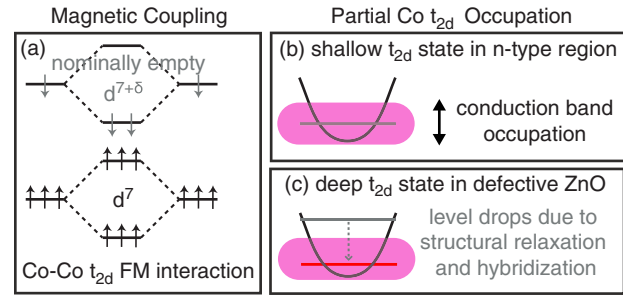 Magnetic Coupling
(a)
nominally empty
d7+δ
d7
Co-Co t2d FM interaction
Partial Co t2d Occupation
(b) shallow t2d state in n-type region
conduction band
occupation
(c) deep t2d state in defective ZnO
level drops due to
structural relaxation
and hybridization